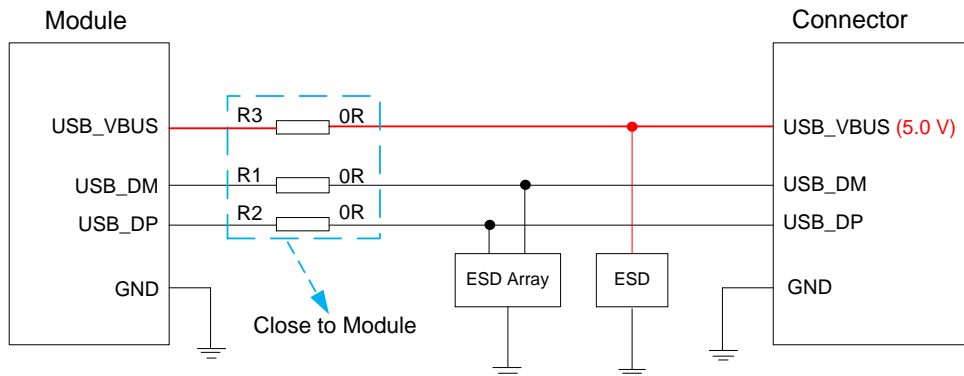 Module
Connector
USB_VBUS
R3
0R
USB_VBUS (5.0 V)
USB_DM
R1
0R
USB_DM
USB_DP
R2
0R
USB_DP
ESD Array
ESD
GND
GND
Close to Module